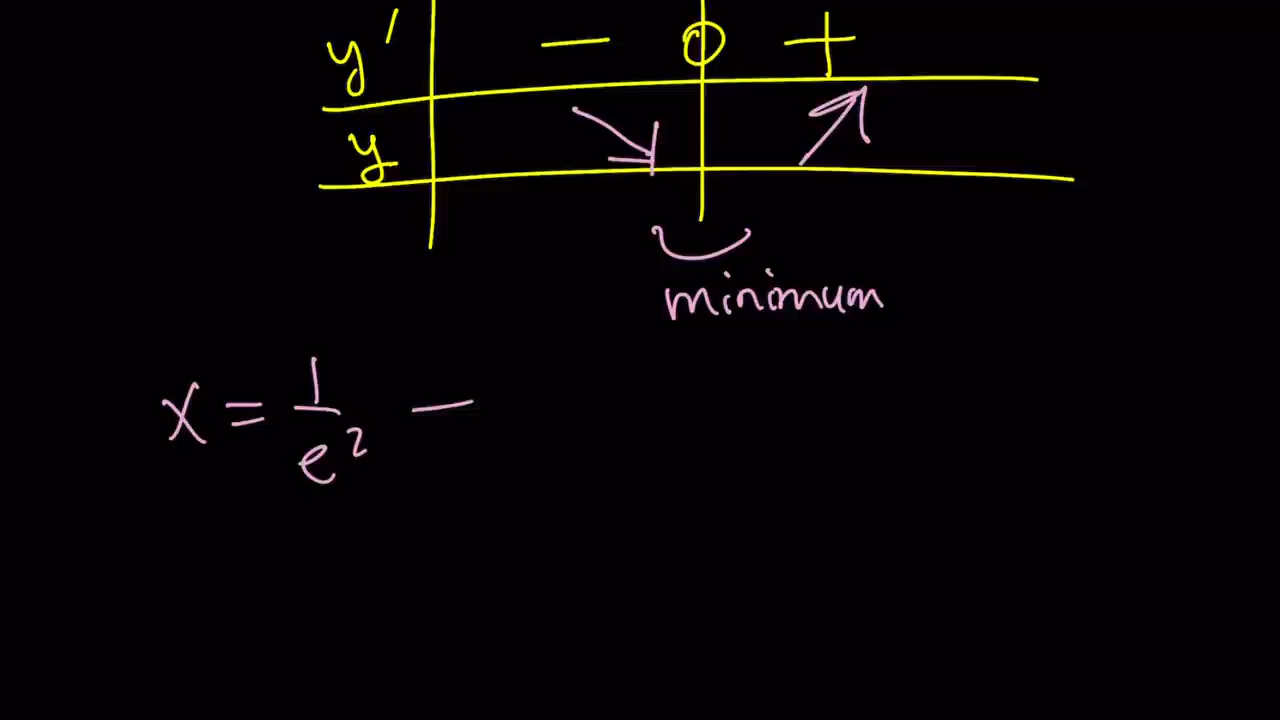 y' − 0 +
y ↘ ↗
minimum
x = 1/e² —